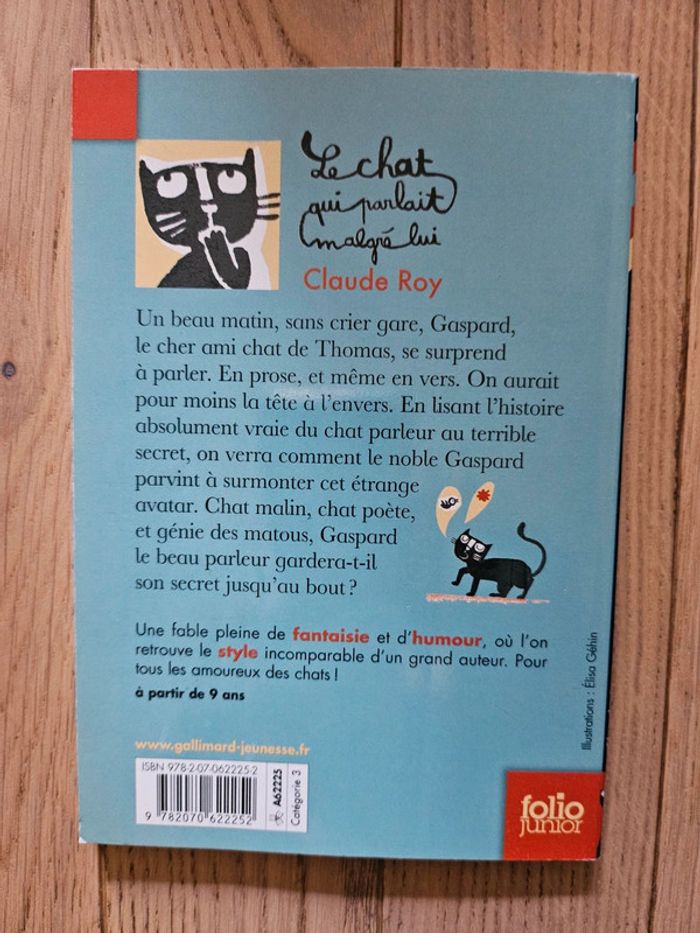 Le chat
qui parlait
malgré lui
Claude Roy
Un beau matin, sans crier gare, Gaspard,
le cher ami chat de Thomas, se surprend
à parler. En prose, et même en vers. On aurait
pour moins la tête à l'envers. En lisant l'histoire
absolument vraie du chat parleur au terrible
secret, on verra comment le noble Gaspard
parvint à surmonter cet étrange
avatar. Chat malin, chat poète,
et génie des matous, Gaspard
le beau parleur gardera-t-il
son secret jusqu'au bout ?
Une fable pleine de fantaisie et d'humour, où l'on
retrouve le style incomparable d'un grand auteur. Pour
tous les amoureux des chats !
à partir de 9 ans
Illustrations : Élisa Géhin
www.gallimard-jeunesse.fr
ISBN 978-2-07-062225-2
9 782070 622252
A62225
Catégorie 3
folio
junior